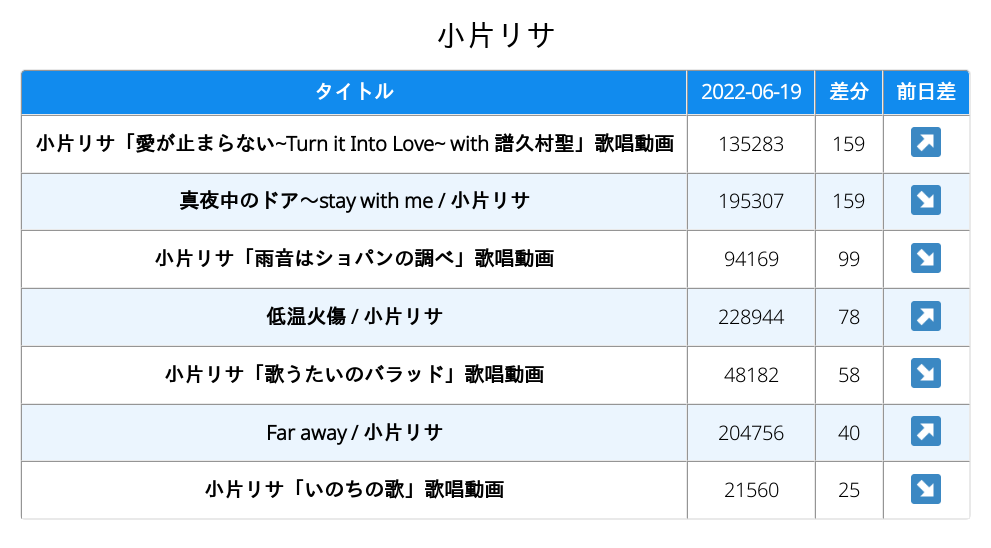 小片リサ
タイトル 2022-06-19 差分 前日差
小片リサ「愛が止まらない~Turn it Into Love~ with 譜久村聖」歌唱動画 135283 159 ↗
真夜中のドア〜stay with me / 小片リサ 195307 159 ↘
小片リサ「雨音はショパンの調べ」歌唱動画 94169 99 ↘
低温火傷 / 小片リサ 228944 78 ↗
小片リサ「歌うたいのバラッド」歌唱動画 48182 58 ↘
Far away / 小片リサ 204756 40 ↗
小片リサ「いのちの歌」歌唱動画 21560 25 ↘